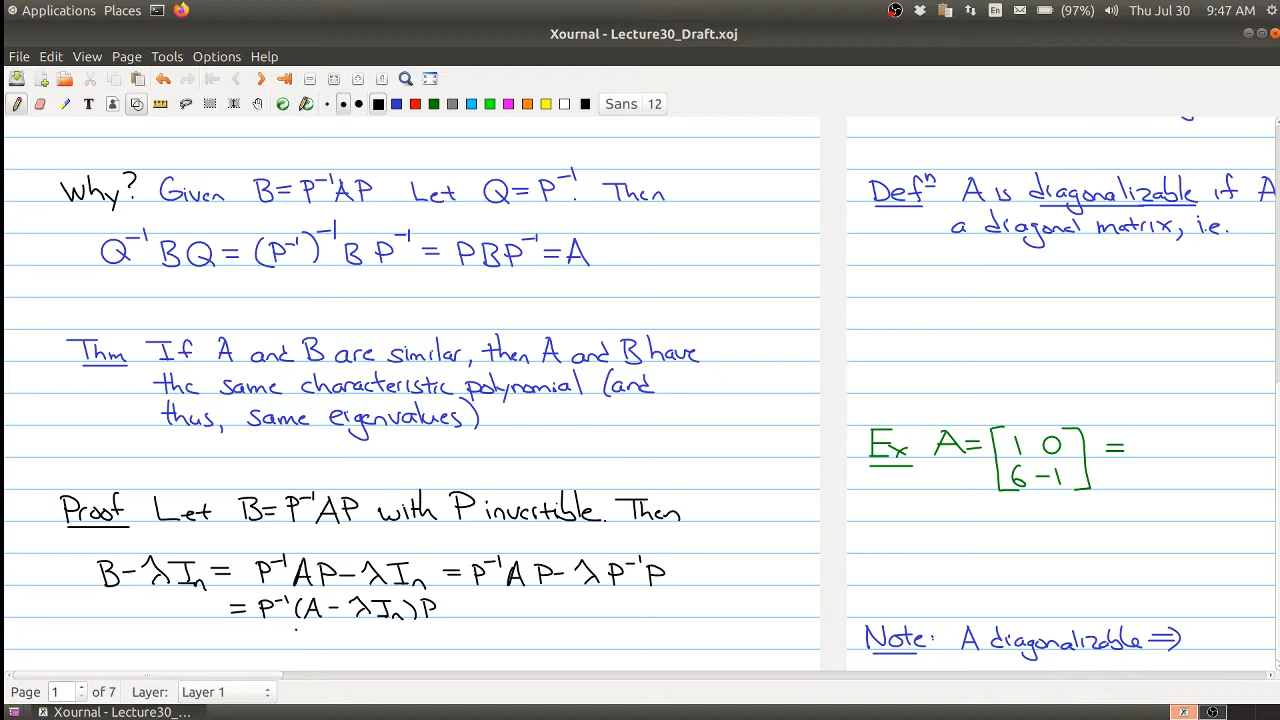 Applications Places En (97%) Thu Jul 30 9:47 AM
Xournal - Lecture30_Draft.xoj
File Edit View Page Tools Options Help
T Sans 12
Why? Given B = P⁻¹AP Let Q = P⁻¹. Then
Q⁻¹BQ = (P⁻¹)⁻¹BP⁻¹ = PBP⁻¹ = A
Thm If A and B are similar, then A and B have
the same characteristic polynomial (and
thus, same eigenvalues)
Proof Let B = P⁻¹AP with P invertible. Then
B - λIₙ = P⁻¹AP - λIₙ = P⁻¹AP - λP⁻¹P
= P⁻¹(A - λIₙ)P
Defⁿ A is diagonalizable if A
a diagonal matrix, i.e.
Ex A = [1 0
6 -1] =
Note: A diagonalizable ⇒
Page 1 of 7 Layer: Layer 1
Xournal - Lecture30_...